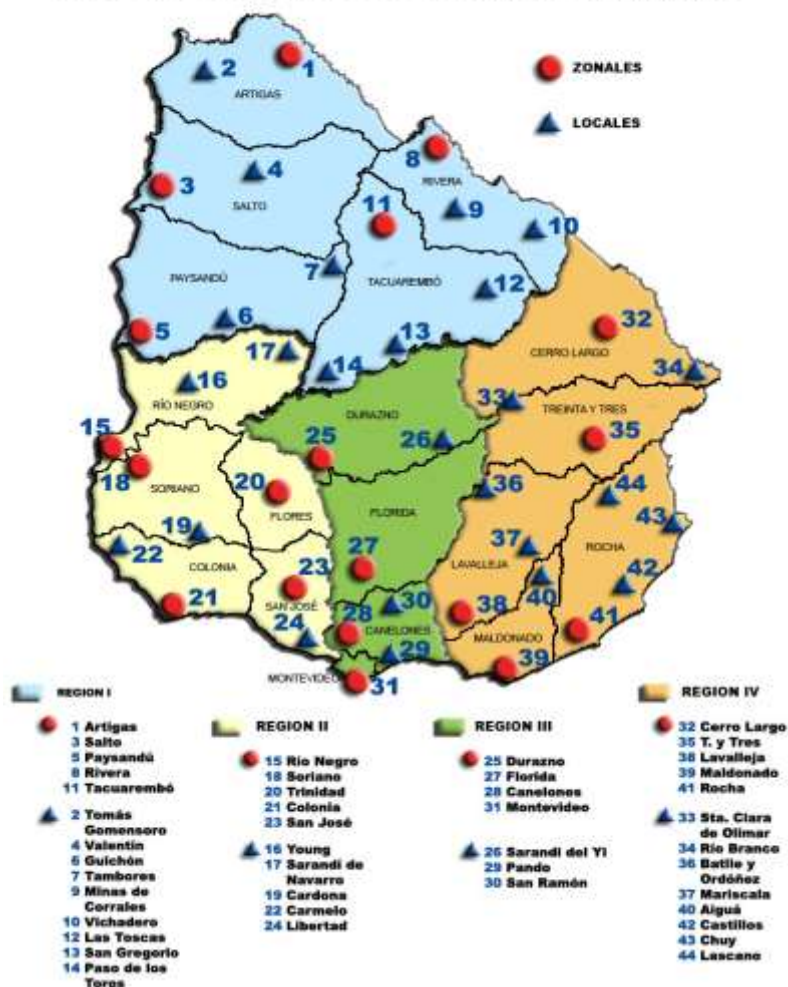 2
1
ARTIGAS
ZONALES
LOCALES
8
RIVERA
3
4
SALTO
11
9
10
7
PAYSANDÚ
TACUAREMBÓ
12
5
6
13
32
CERRO LARGO
17
14
34
16
RÍO NEGRO
33
TREINTA Y TRES
DURAZNO
15
25
26
35
18
SORIANO
20
FLORES
36
44
FLORIDA
43
19
22
COLONIA
27
37
LAVALLEJA
ROCHA
23
SAN JOSÉ
40
42
21
30
24
28
CANELONES
38
MALDONADO
41
29
39
MONTEVIDEO
31
REGION I
1 Artigas
3 Salto
5 Paysandú
8 Rivera
11 Tacuarembó
2 Tomás
Gomensoro
4 Valentín
6 Guichón
7 Tambores
9 Minas de
Corrales
10 Vichadero
12 Las Toscas
13 San Gregorio
14 Paso de los
Toros
REGION II
15 Río Negro
18 Soriano
20 Trinidad
21 Colonia
23 San José
16 Young
17 Sarandí de
Navarro
19 Cardona
22 Carmelo
24 Libertad
REGION III
25 Durazno
27 Florida
28 Canelones
31 Montevideo
26 Sarandí del Yí
29 Pando
30 San Ramón
REGION IV
32 Cerro Largo
35 T. y Tres
38 Lavalleja
39 Maldonado
41 Rocha
33 Sta. Clara
de Olimar
34 Río Branco
36 Batlle y
Ordóñez
37 Mariscala
40 Aiguá
42 Castillos
43 Chuy
44 Lascano